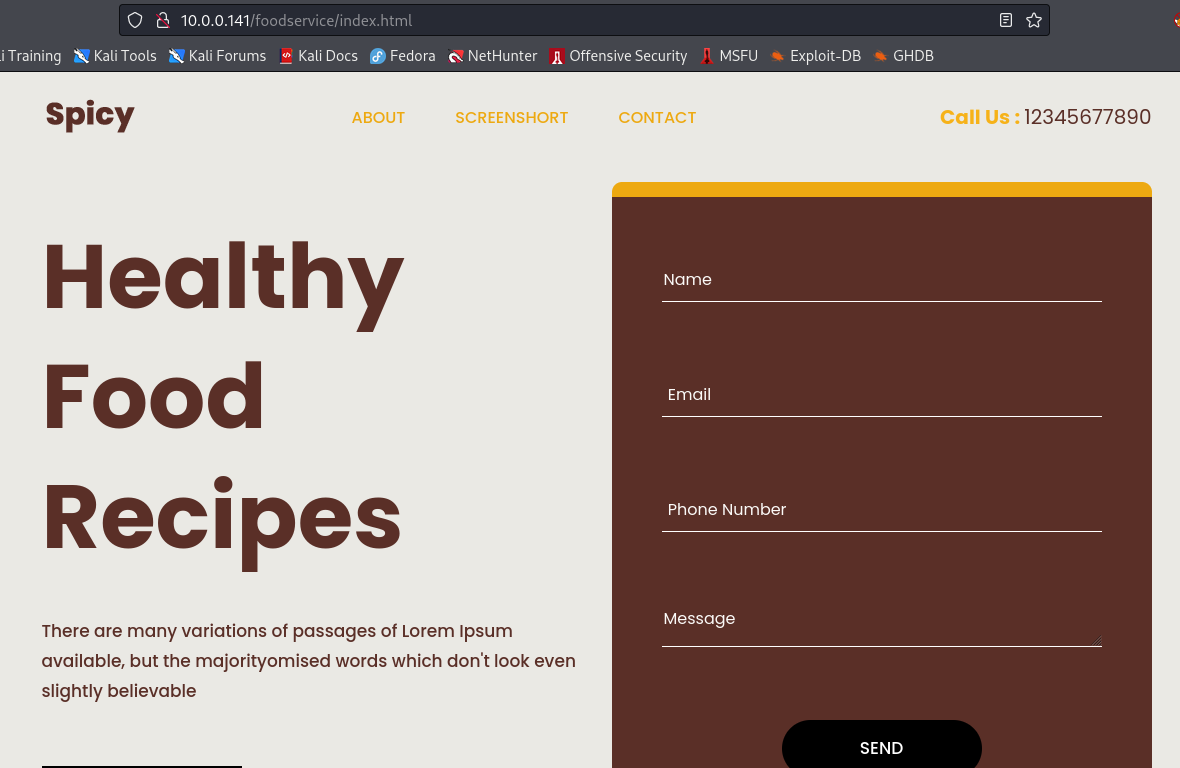 10.0.0.141/foodservice/index.html
li Training Kali Tools Kali Forums Kali Docs Fedora NetHunter Offensive Security MSFU Exploit-DB GHDB
Spicy ABOUT SCREENSHORT CONTACT Call Us : 12345677890
Healthy
Food
Recipes
There are many variations of passages of Lorem Ipsum
available, but the majorityomised words which don't look even
slightly believable
Name
Email
Phone Number
Message
SEND